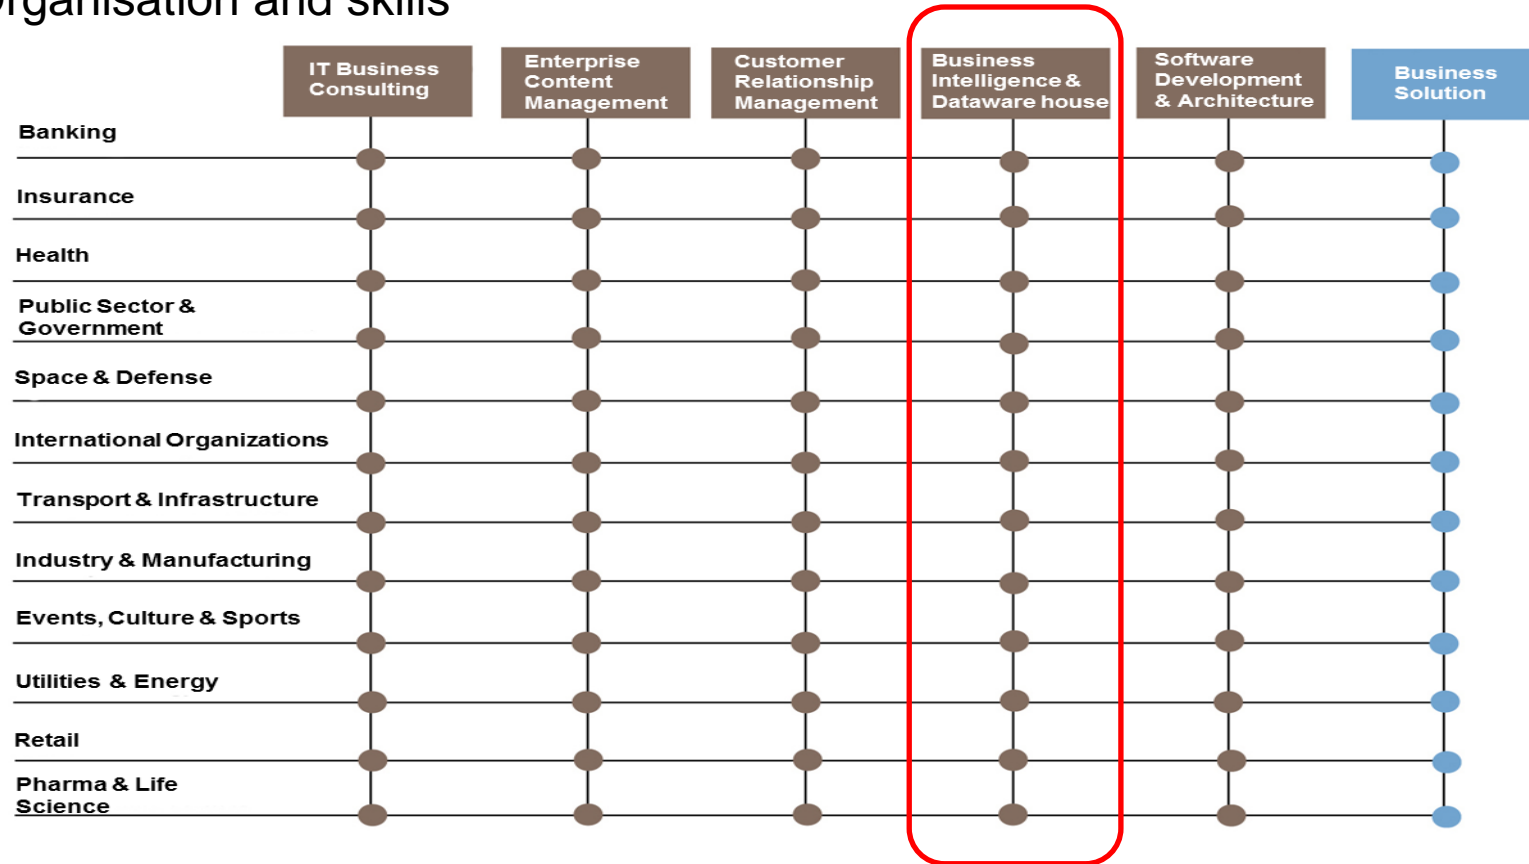 Organisation and skills
IT Business
Consulting
Enterprise
Content
Management
Customer
Relationship
Management
Business
Intelligence &
Dataware house
Software
Development
& Architecture
Business
Solution
Banking
Insurance
Health
Public Sector &
Government
Space & Defense
International Organizations
Transport & Infrastructure
Industry & Manufacturing
Events, Culture & Sports
Utilities & Energy
Retail
Pharma & Life
Science